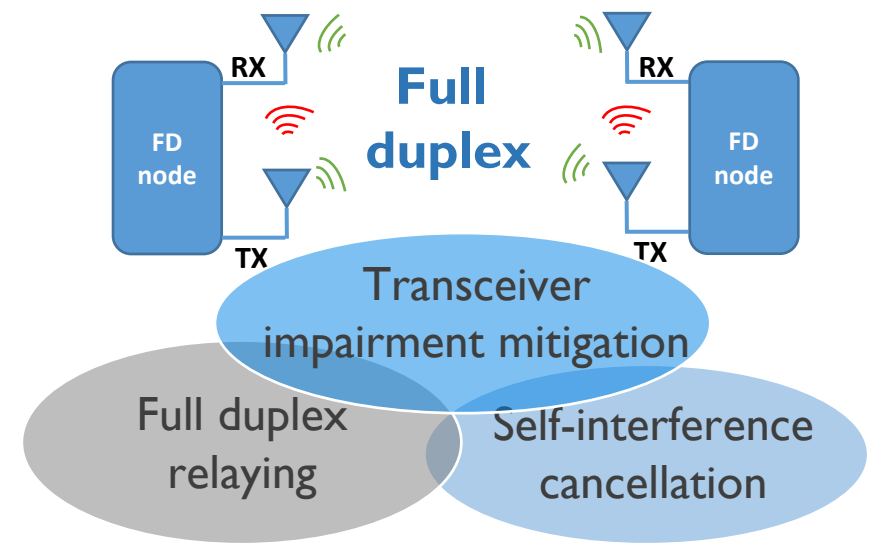 RX
RX
Full
duplex
FD
node
FD
node
TX
TX
Transceiver
impairment mitigation
Full duplex
relaying
Self-interference
cancellation